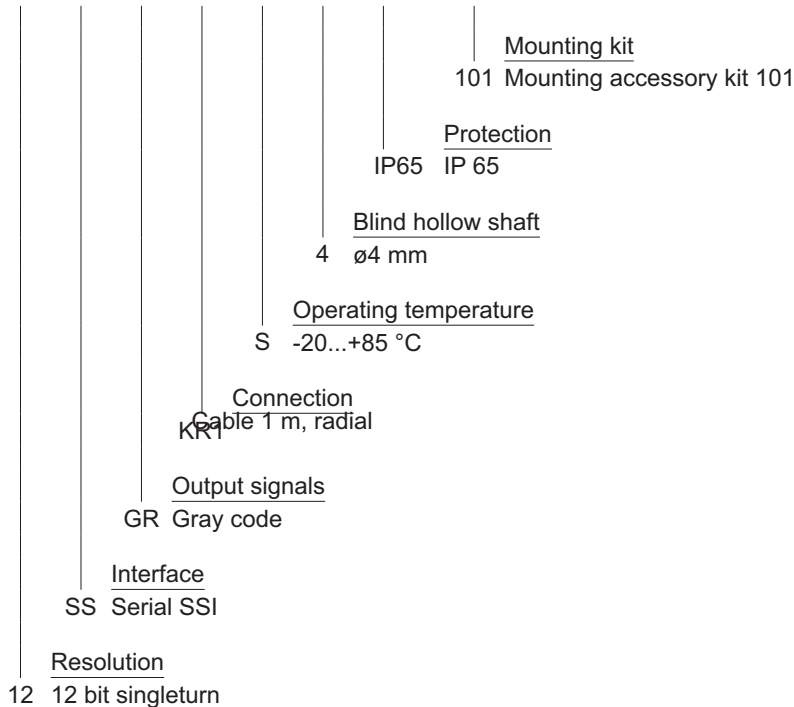 Mounting kit
101 Mounting accessory kit 101
Protection
IP65 IP 65
Blind hollow shaft
4 ø4 mm
Operating temperature
S -20...+85 °C
Connection
KR1 Cable 1 m, radial
Output signals
GR Gray code
Interface
SS Serial SSI
Resolution
12 12 bit singleturn